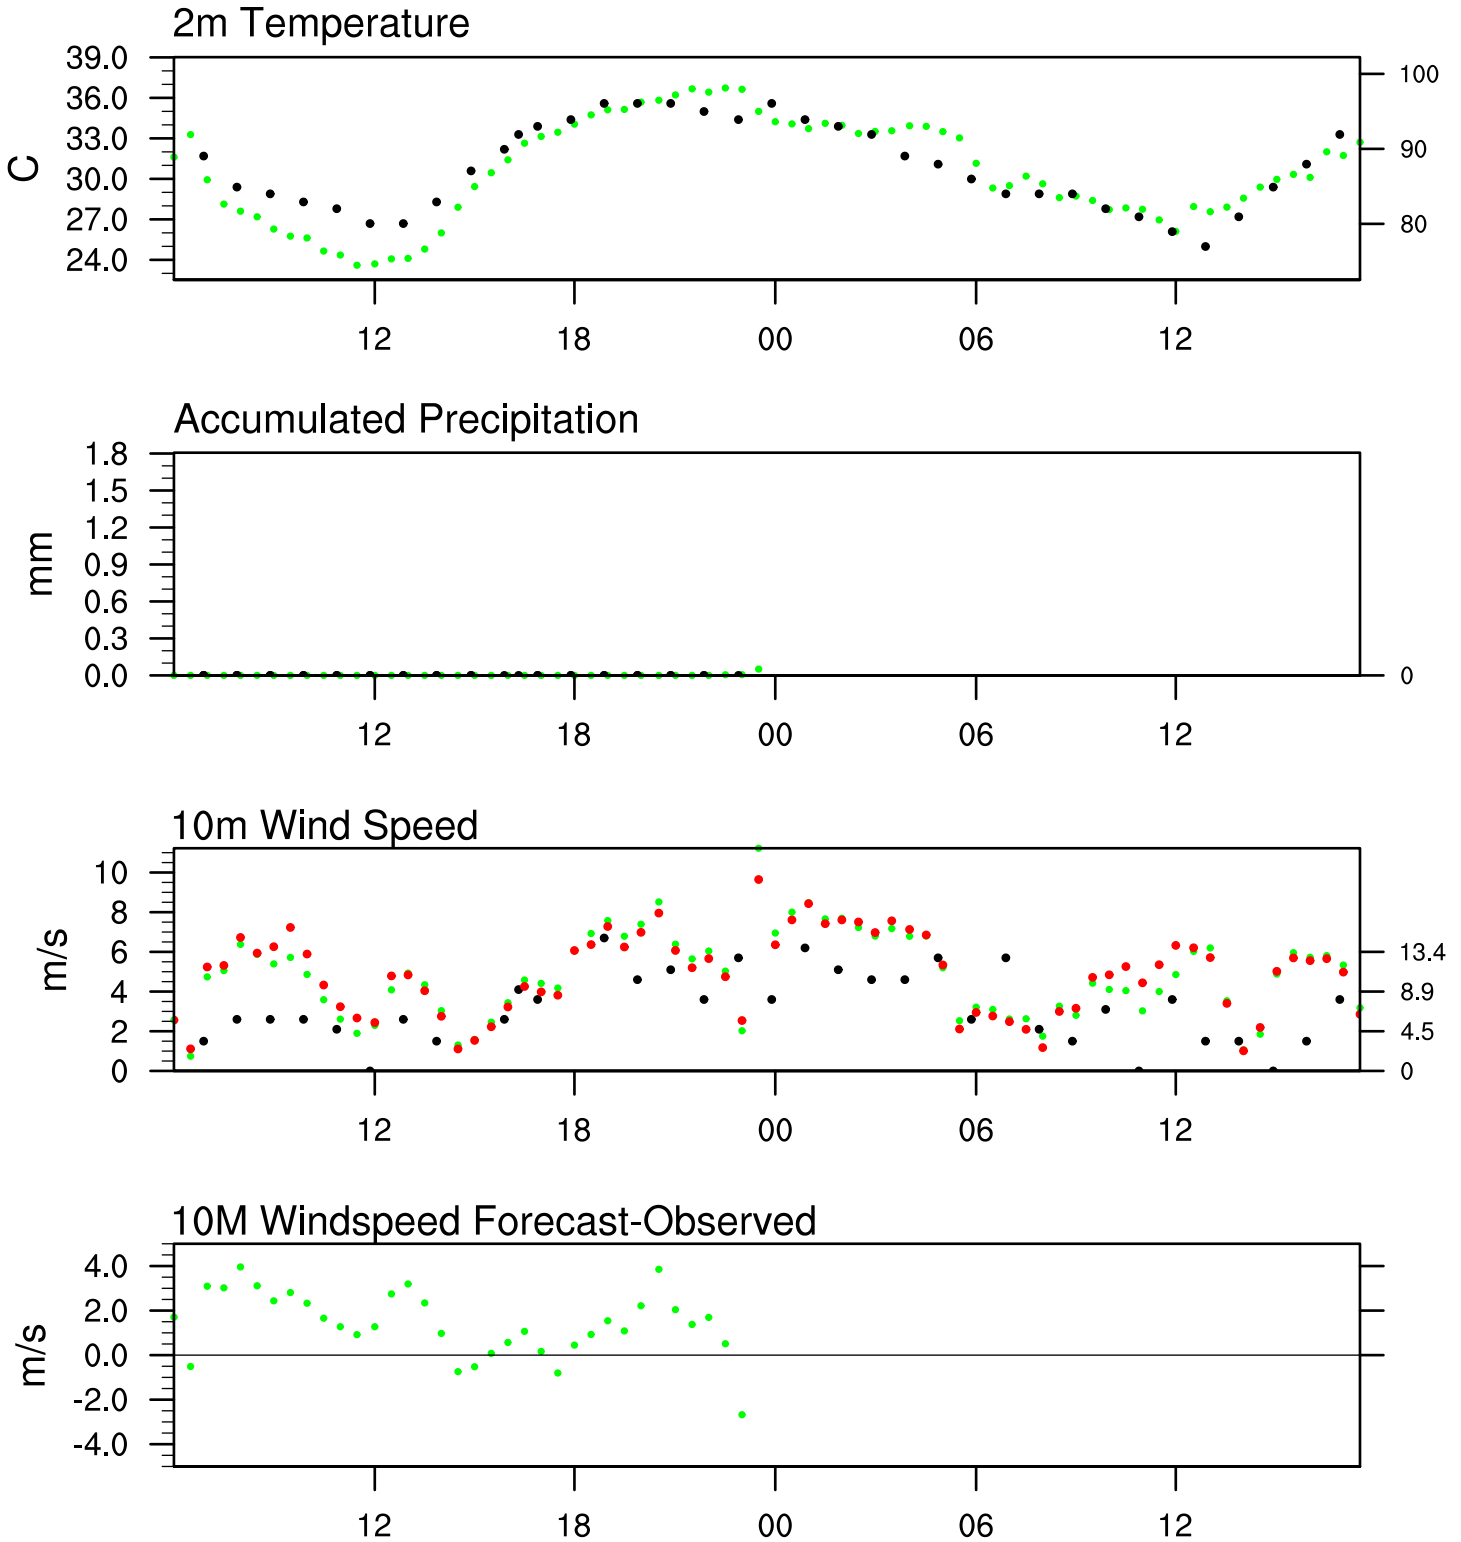 2m Temperature
39.0
36.0
33.0
30.0
27.0
24.0
C
100
90
80
12 18 00 06 12
Accumulated Precipitation
1.8
1.5
1.2
0.9
0.6
0.3
0.0
mm
0
12 18 00 06 12
10m Wind Speed
10
8
6
4
2
0
m/s
13.4
8.9
4.5
0
12 18 00 06 12
10M Windspeed Forecast-Observed
4.0
2.0
0.0
-2.0
-4.0
m/s
12 18 00 06 12